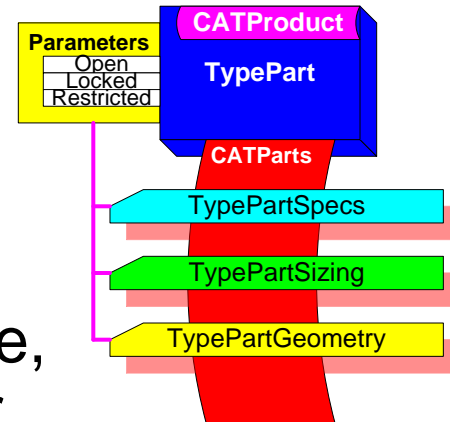 CATProduct
Parameters
Open
Locked
Restricted
TypePart
CATParts
TypePartSpecs
TypePartSizing
TypePartGeometry
e,